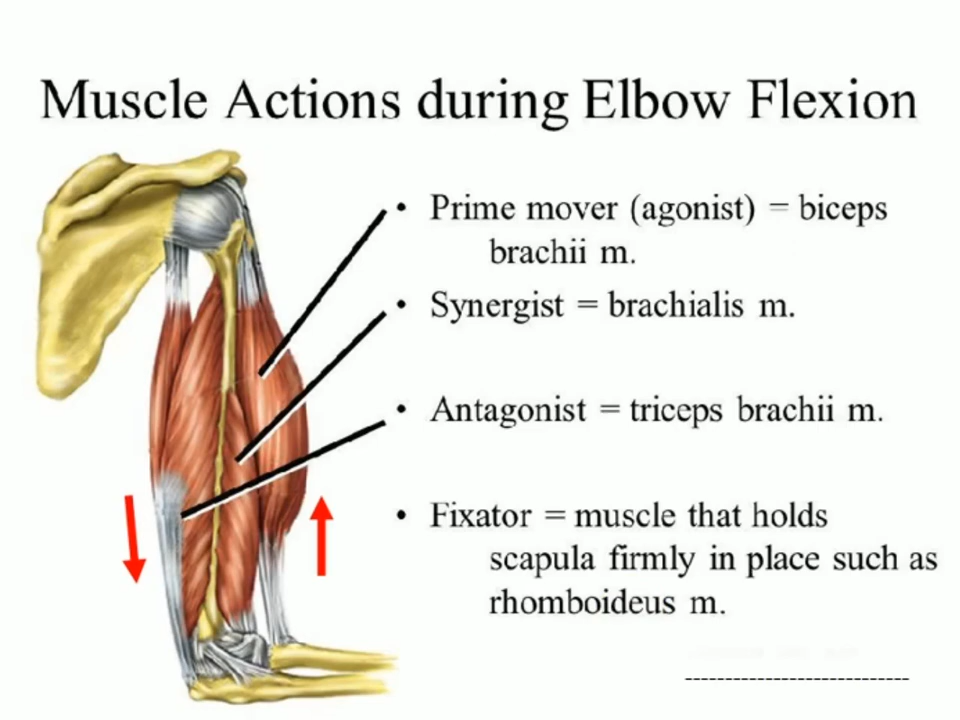 Muscle Actions during Elbow Flexion
• Prime mover (agonist) = biceps
brachii m.
• Synergist = brachialis m.
• Antagonist = triceps brachii m.
• Fixator = muscle that holds
scapula firmly in place such as
rhomboideus m.
----------------------------